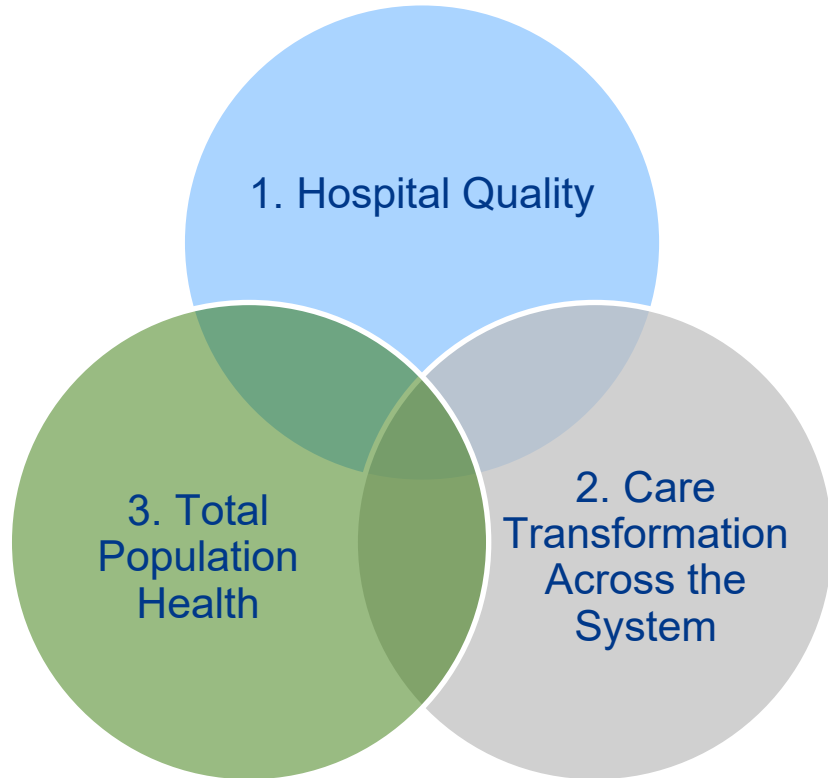 1. Hospital Quality
2. Care
Transformation
Across the
System
3. Total
Population
Health